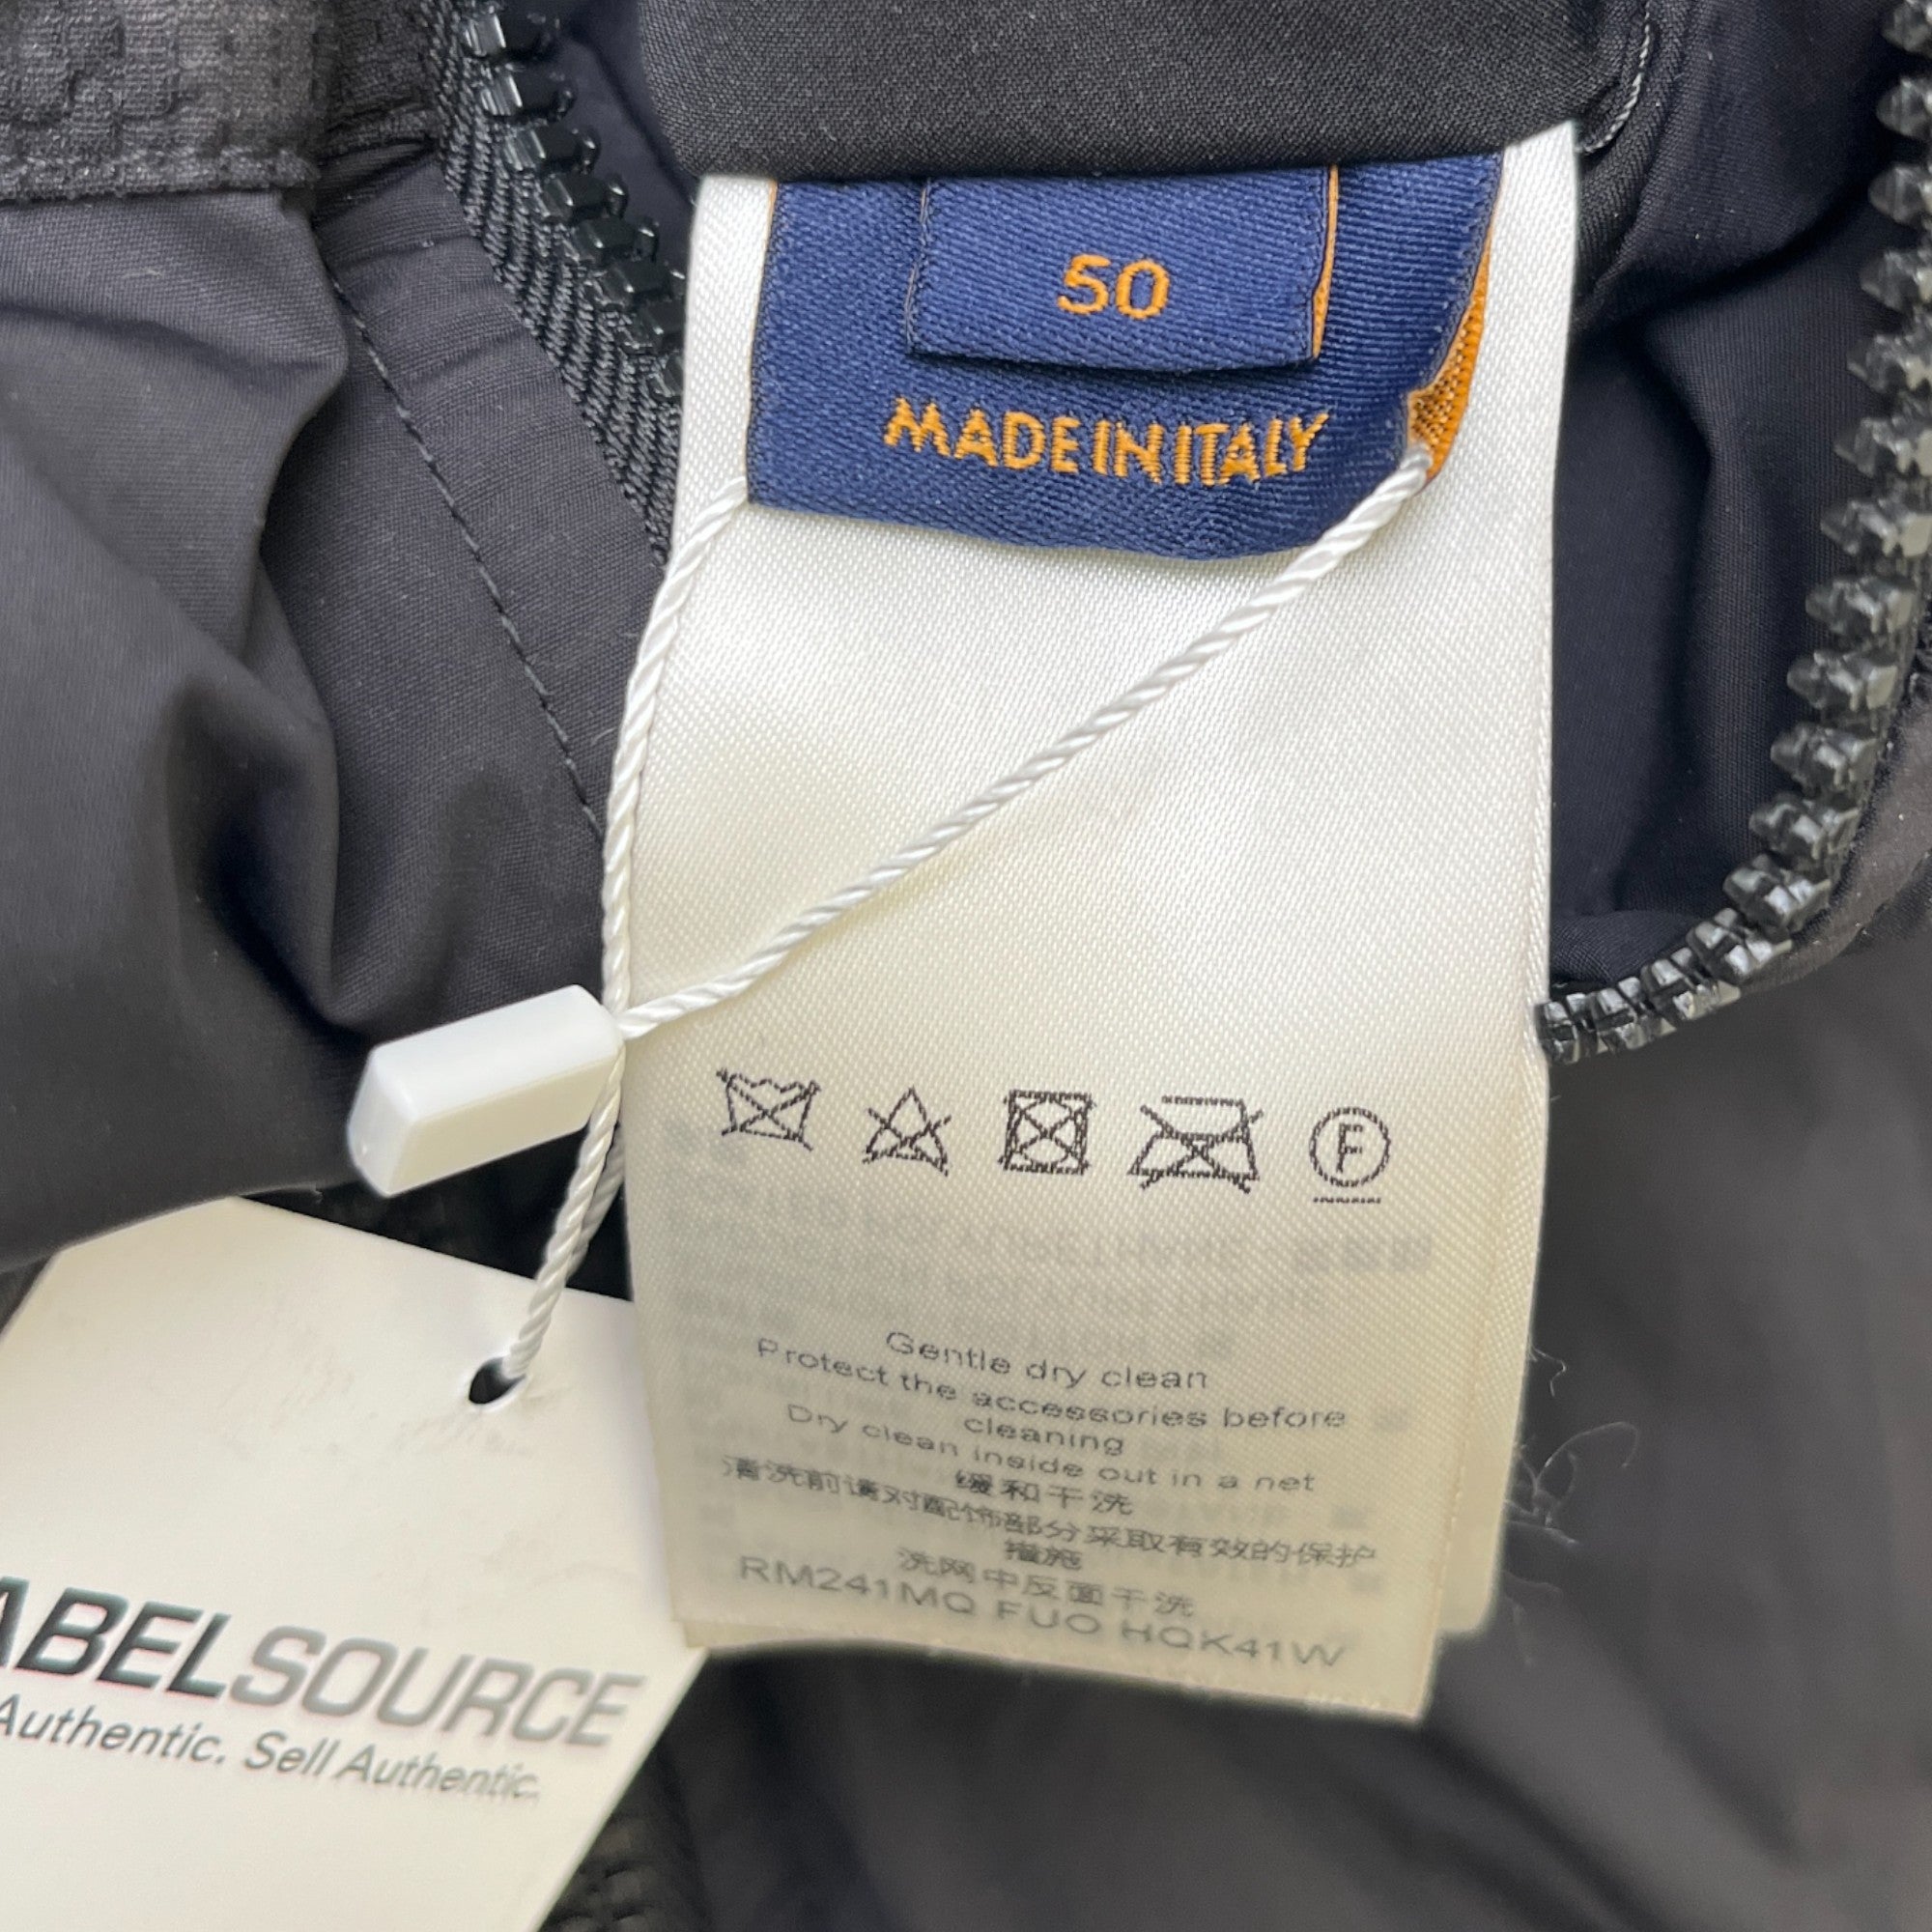 50
MADE IN ITALY
F
Gentle dry clean
Protect the accessories before
cleaning
Dry clean inside out in a net
缓和干洗
清洗前请对配饰部分采取有效的保护
措施
洗网中反面干洗
RM241MQ FUO HQK41W
ABELSOURCE
Authentic. Sell Authentic.